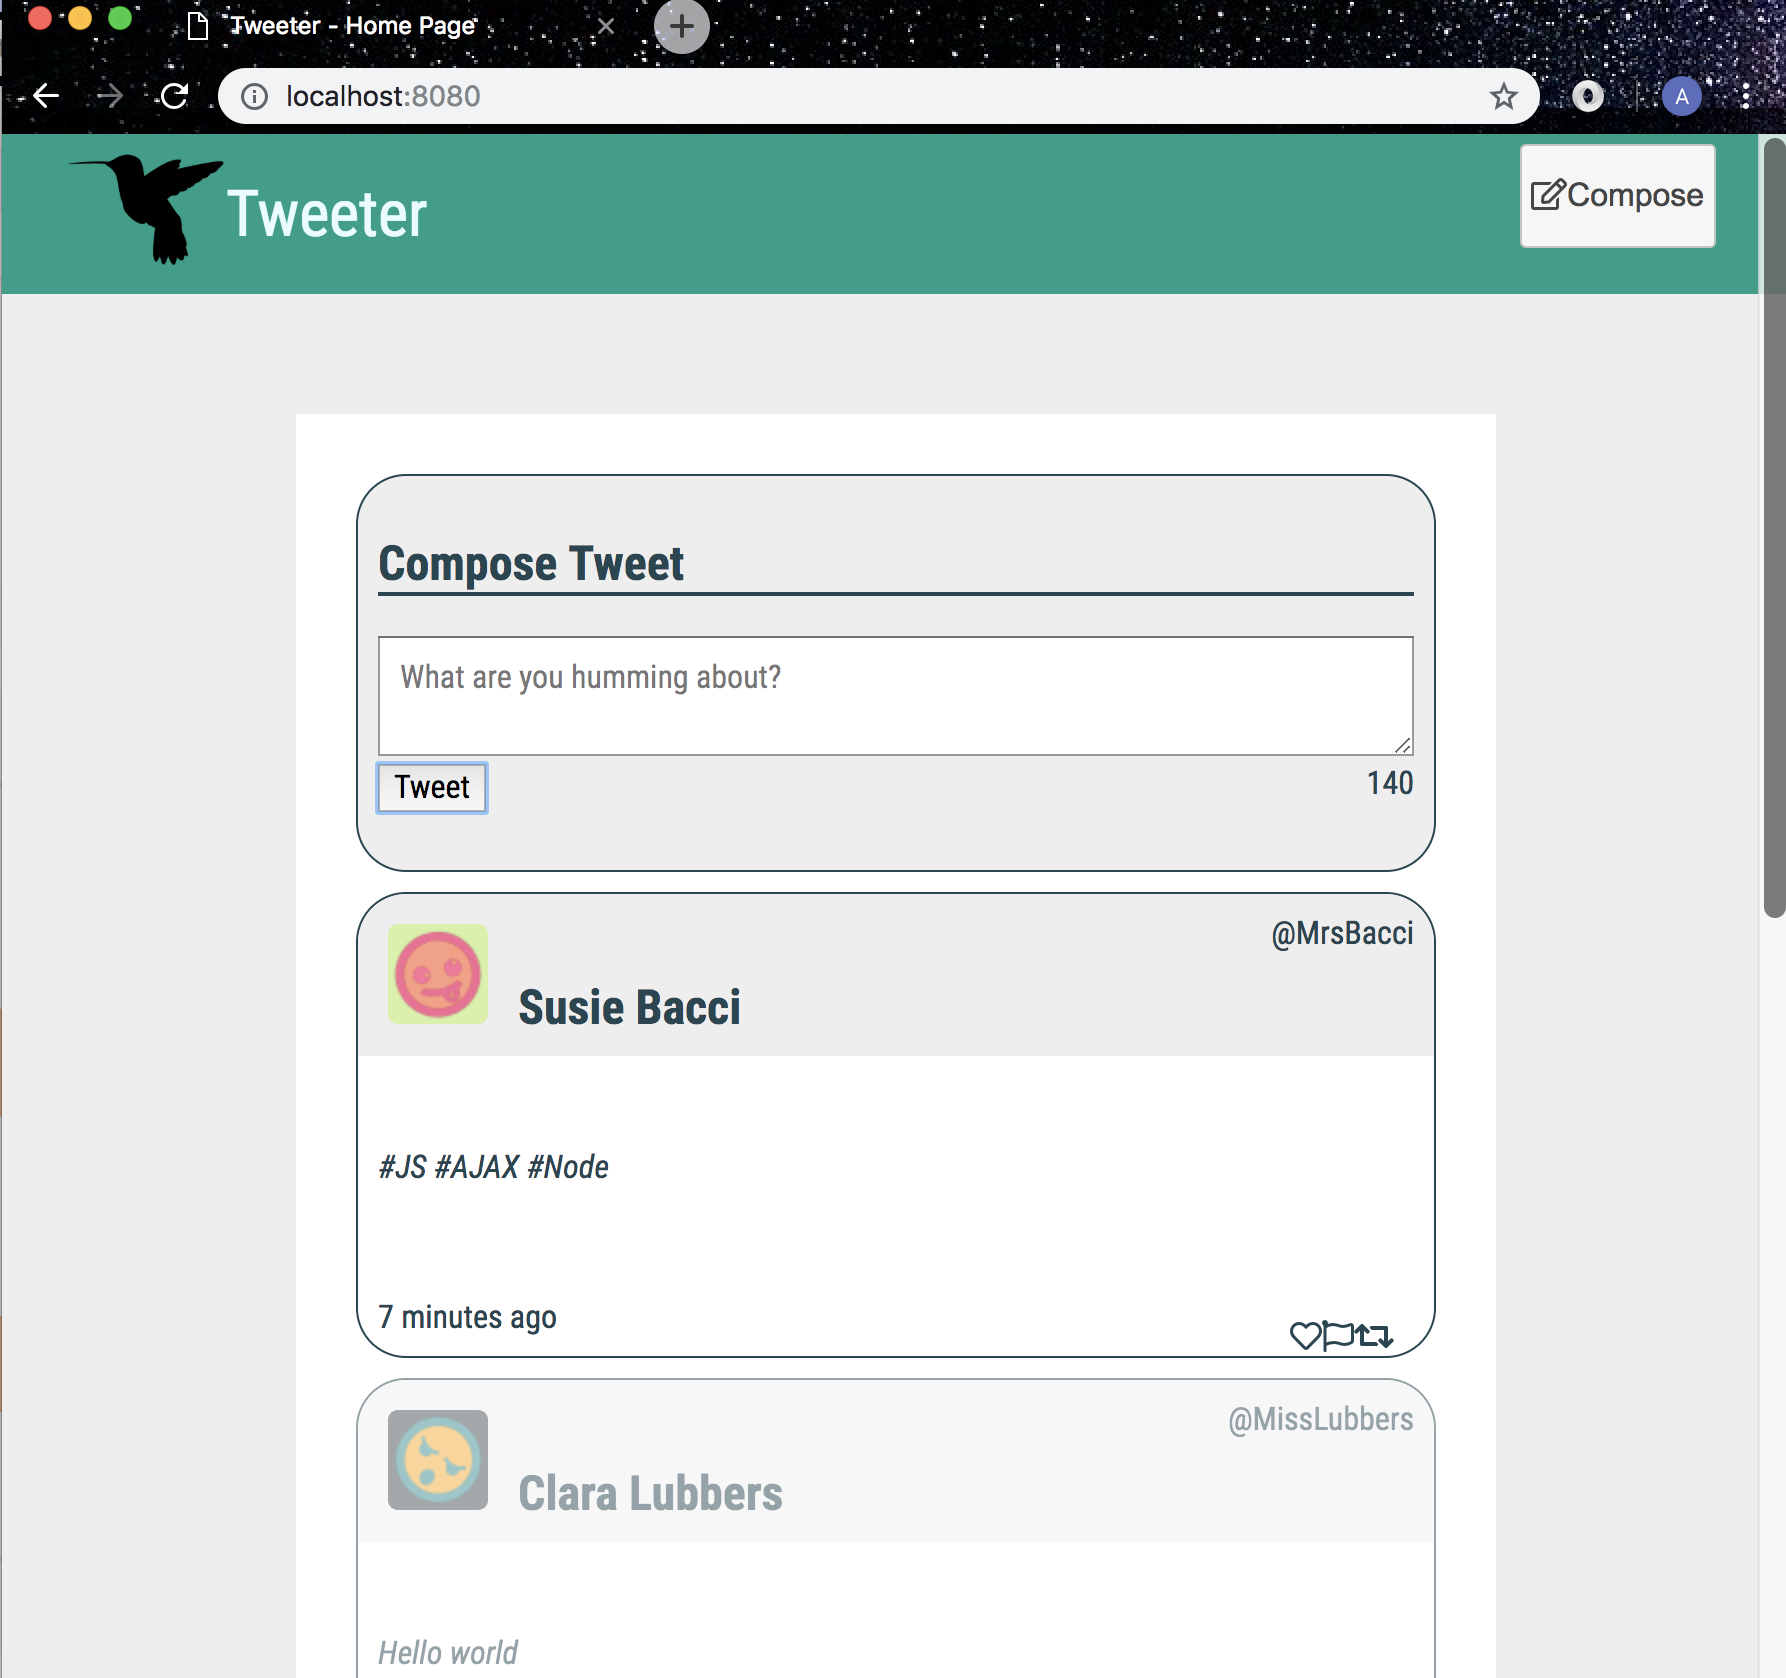 Tweeter - Home Page
localhost:8080
A
Tweeter
Compose
Compose Tweet
What are you humming about?
Tweet
140
@MrsBacci
Susie Bacci
#JS #AJAX #Node
7 minutes ago
@MissLubbers
Clara Lubbers
Hello world